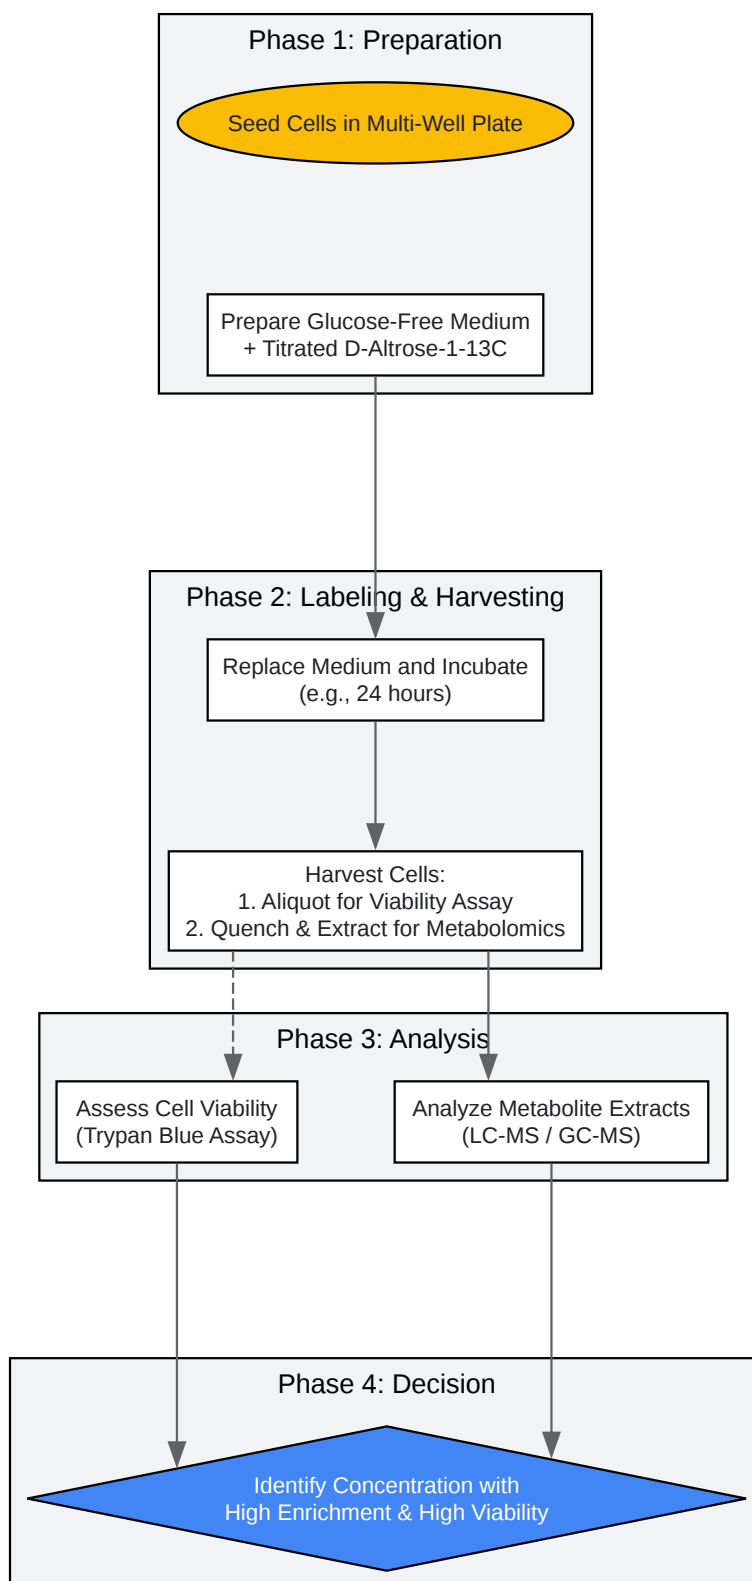 Phase 1: Preparation
Seed Cells in Multi-Well Plate
Prepare Glucose-Free Medium
+ Titrated D-Altrose-1-13C
Phase 2: Labeling & Harvesting
Replace Medium and Incubate
(e.g., 24 hours)
Harvest Cells:
1. Aliquot for Viability Assay
2. Quench & Extract for Metabolomics
Phase 3: Analysis
Assess Cell Viability
(Trypan Blue Assay)
Analyze Metabolite Extracts
(LC-MS / GC-MS)
Phase 4: Decision
Identify Concentration with
High Enrichment & High Viability